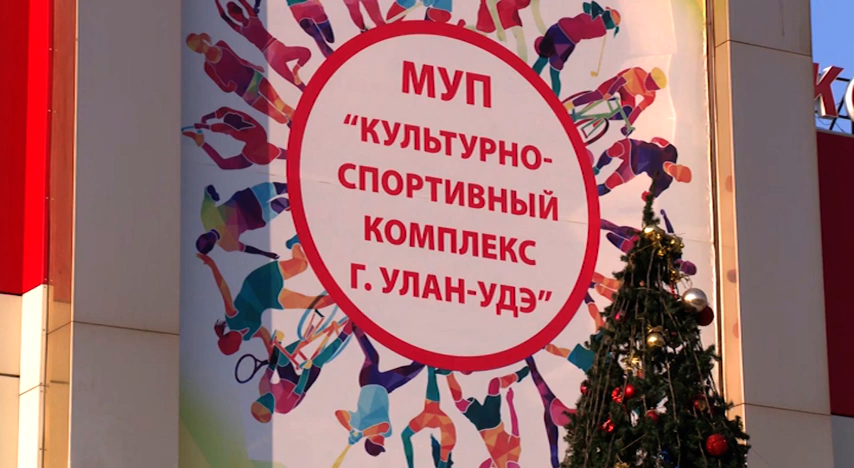 МУП
“КУЛЬТУРНО-
СПОРТИВНЫЙ
КОМПЛЕКС
Г. УЛАН-УДЭ”